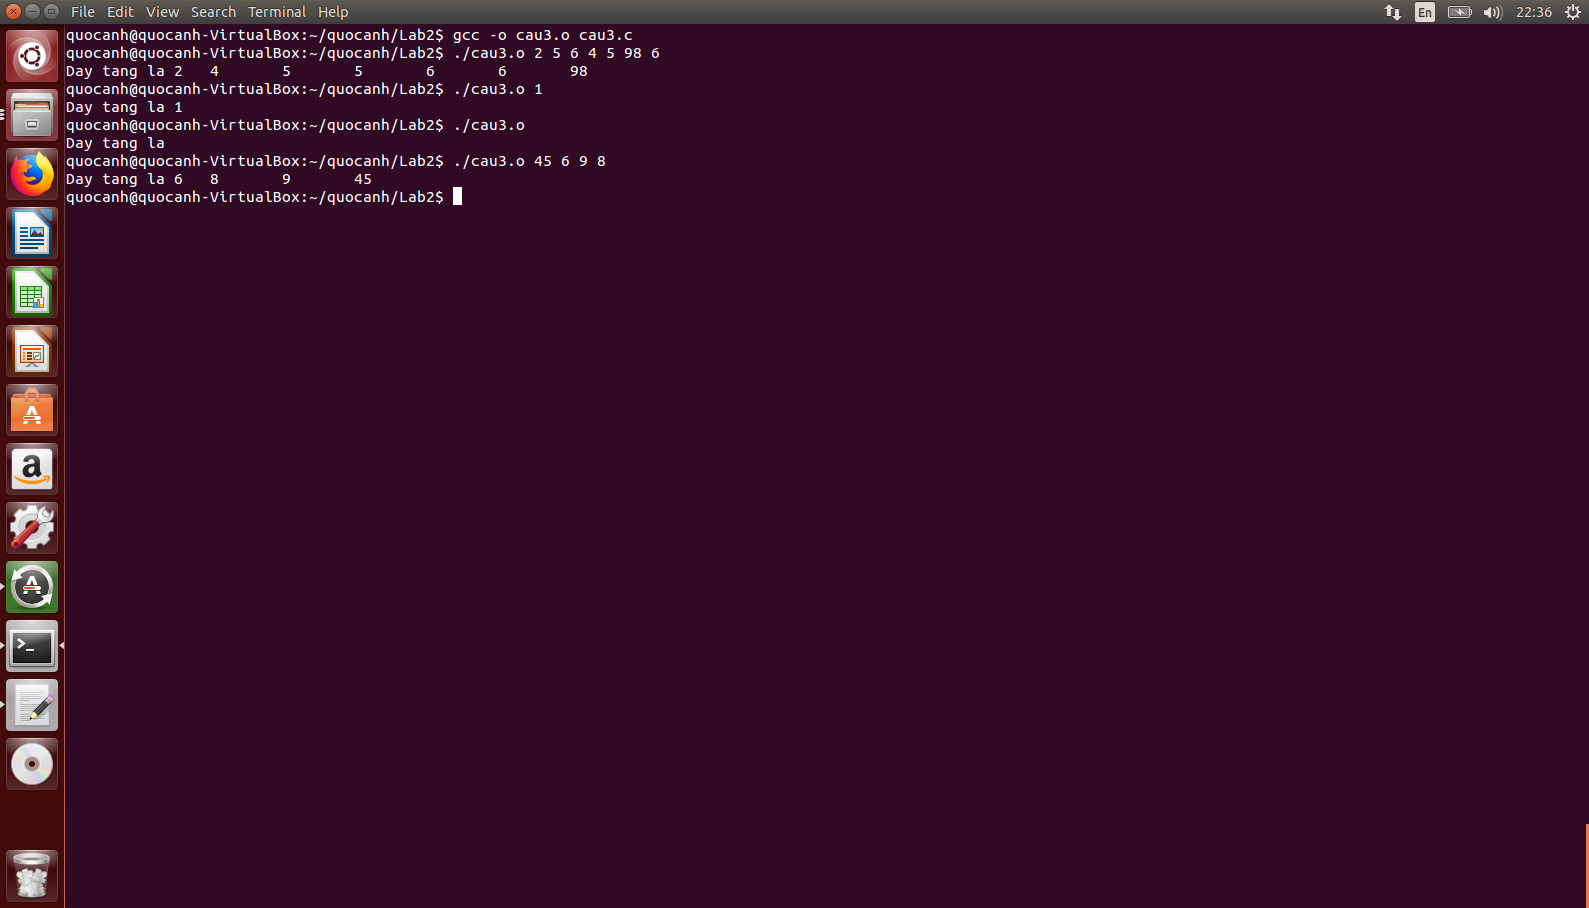 File Edit View Search Terminal Help En 22:36
quocanh@quocanh-VirtualBox:~/quocanh/Lab2$ gcc -o cau3.o cau3.c
quocanh@quocanh-VirtualBox:~/quocanh/Lab2$ ./cau3.o 2 5 6 4 5 98 6
Day tang la 2	4	5	5	6	6	98
quocanh@quocanh-VirtualBox:~/quocanh/Lab2$ ./cau3.o 1
Day tang la 1
quocanh@quocanh-VirtualBox:~/quocanh/Lab2$ ./cau3.o
Day tang la
quocanh@quocanh-VirtualBox:~/quocanh/Lab2$ ./cau3.o 45 6 9 8
Day tang la 6	8	9	45
quocanh@quocanh-VirtualBox:~/quocanh/Lab2$